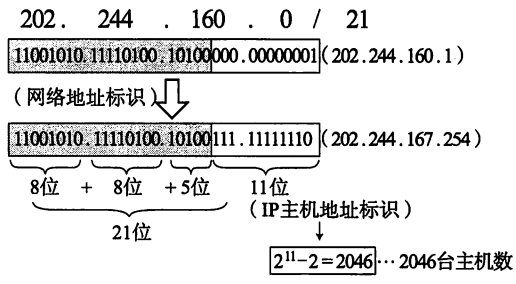 202. 244 . 160 . 0 / 21
11001010.11110100.10100000.00000001(202.244.160.1)
(网络地址标识)
11001010.11110100.10100111.11111110(202.244.167.254)
8位 + 8位 +5位 11位
(IP主机地址标识)
21位
2¹¹−2=2046 … 2046台主机数